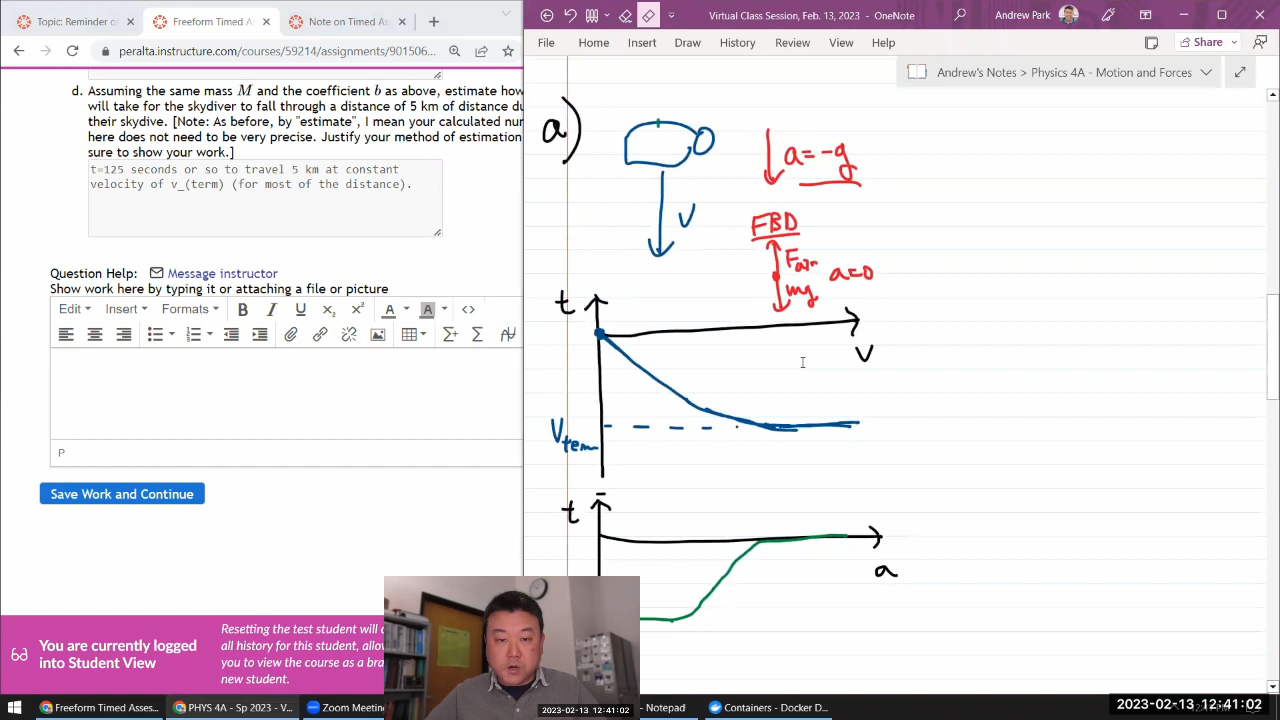 Topic: Reminder o
Freeform Timed As
Note on Timed As
peralta.instructure.com/courses/59214/assignments/901506...
d. Assuming the same mass M and the coefficient b as above, estimate how
will take for the skydiver to fall through a distance of 5 km of distance du
their skydive. [Note: As before, by "estimate", I mean your calculated nu
here does not need to be very precise. Justify your method of estimation
sure to show your work.]
t=125 seconds or so to travel 5 km at constant
velocity of v_(term) (for most of the distance).
Question Help: Message instructor
Show work here by typing it or attaching a file or picture
Edit Insert Formats B I U x₂ x² A A <>
P
Save Work and Continue
You are currently logged
into Student View
Resetting the test student will c
all history for this student, allow
you to view the course as a bra
new student.
Virtual Class Session, Feb. 13, 2023 - OneNote
Andrew Park
File Home Insert Draw History Review View Help
Share
Andrew's Notes > Physics 4A - Motion and Forces
a)
a = -g
V
FBD
Fair
a=0
mg
t
V
Vterm
t
a
2023-02-13 12:41:02
Freeform Timed Asses...
PHYS 4A - Sp 2023 - V...
Zoom Meetin
- Notepad
Containers - Docker D...
2023-02-13 12:41:02